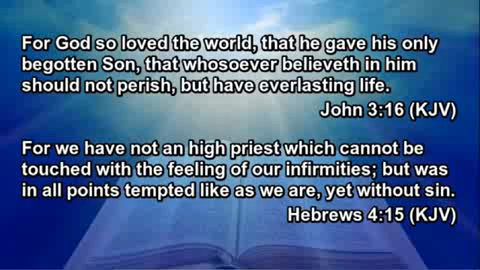 For God so loved the world, that he gave his only
begotten Son, that whosoever believeth in him
should not perish, but have everlasting life.
John 3:16 (KJV)
For we have not an high priest which cannot be
touched with the feeling of our infirmities; but was
in all points tempted like as we are, yet without sin.
Hebrews 4:15 (KJV)